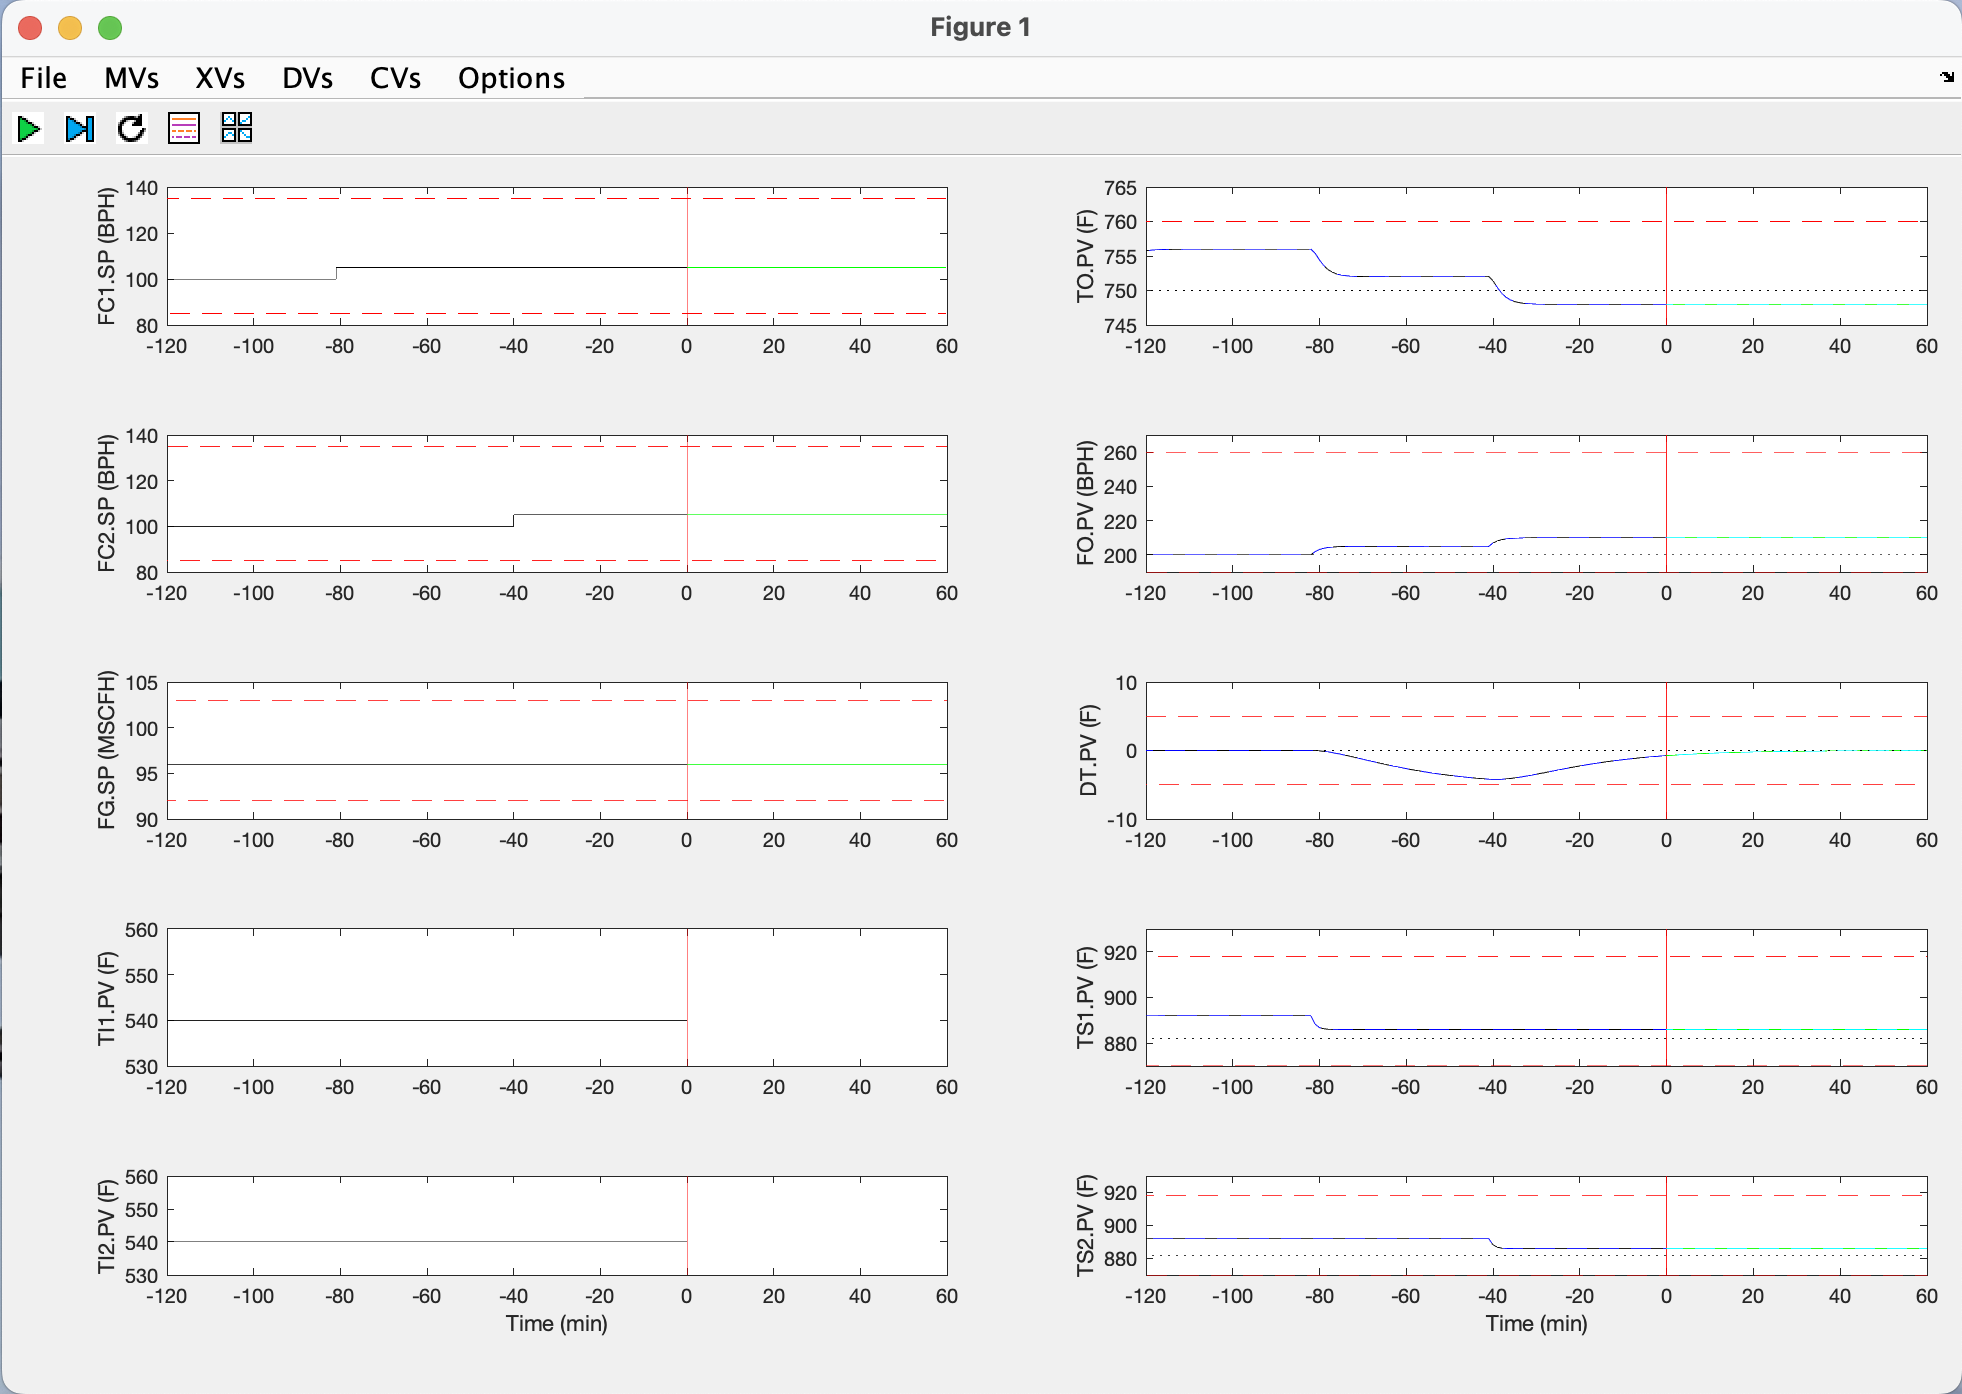 Figure 1
File MVs XVs DVs CVs Options
FC1.SP (BPH)
140
120
100
80
-120 -100 -80 -60 -40 -20 0 20 40 60
TO.PV (F)
765
760
755
750
745
-120 -100 -80 -60 -40 -20 0 20 40 60
FC2.SP (BPH)
140
120
100
80
-120 -100 -80 -60 -40 -20 0 20 40 60
FO.PV (BPH)
260
240
220
200
-120 -100 -80 -60 -40 -20 0 20 40 60
FG.SP (MSCFH)
105
100
95
90
-120 -100 -80 -60 -40 -20 0 20 40 60
DT.PV (F)
10
0
-10
-120 -100 -80 -60 -40 -20 0 20 40 60
TI1.PV (F)
560
550
540
530
-120 -100 -80 -60 -40 -20 0 20 40 60
TS1.PV (F)
920
900
880
-120 -100 -80 -60 -40 -20 0 20 40 60
TI2.PV (F)
560
550
540
530
-120 -100 -80 -60 -40 -20 0 20 40 60
Time (min)
TS2.PV (F)
920
900
880
-120 -100 -80 -60 -40 -20 0 20 40 60
Time (min)